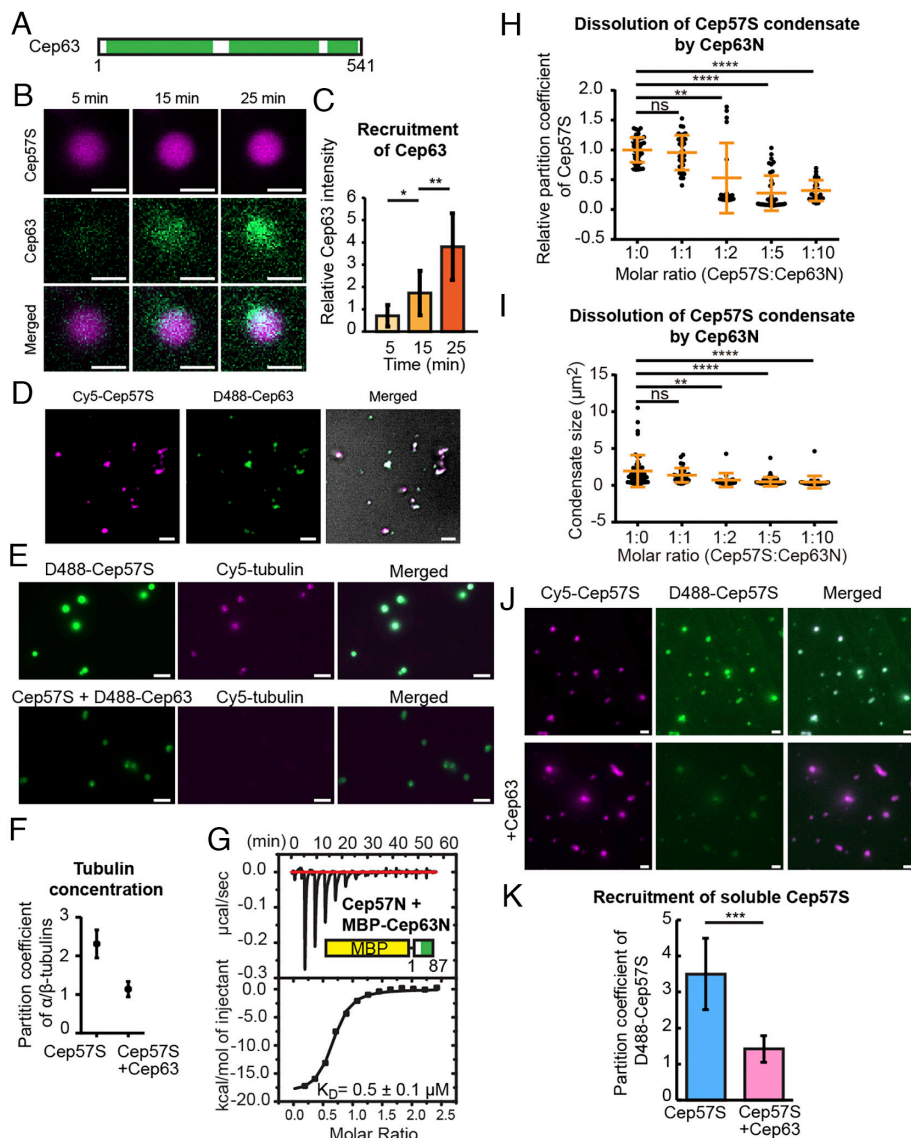 A
Cep63
1
541
B
5 min
15 min
25 min
Cep57S
Cep63
Merged
C
Recruitment
of Cep63
Relative Cep63 intensity
6
5
4
3
2
1
0
*
**
5
15
25
Time (min)
D
Cy5-Cep57S
D488-Cep63
Merged
E
D488-Cep57S
Cy5-tubulin
Merged
Cep57S + D488-Cep63
Cy5-tubulin
Merged
F
Tubulin
concentration
Partition coefficient
of α/β-tubulins
3
2
1
0
Cep57S
Cep57S
+Cep63
G
(min)
0 10 20 30 40 50 60
µcal/sec
0.0
-0.1
-0.2
-0.3
Cep57N +
MBP-Cep63N
MBP
1
87
kcal/mol of injectant
0.0
-5.0
-10.0
-15.0
-20.0
KD= 0.5 ± 0.1 µM
0.0 0.5 1.0 1.5 2.0 2.5
Molar Ratio
H
Dissolution of Cep57S condensate
by Cep63N
****
****
**
ns
Relative partition coefficient
of Cep57S
2.0
1.5
1.0
0.5
0.0
-0.5
1:0 1:1 1:2 1:5 1:10
Molar ratio (Cep57S:Cep63N)
I
Dissolution of Cep57S condensate
by Cep63N
****
****
**
ns
Condensate size (µm²)
15
10
5
0
-5
1:0 1:1 1:2 1:5 1:10
Molar ratio (Cep57S:Cep63N)
J
Cy5-Cep57S
D488-Cep57S
Merged
+Cep63
K
Recruitment of soluble Cep57S
***
Partition coefficient of
D488-Cep57S
5
4
3
2
1
0
Cep57S
Cep57S
+Cep63